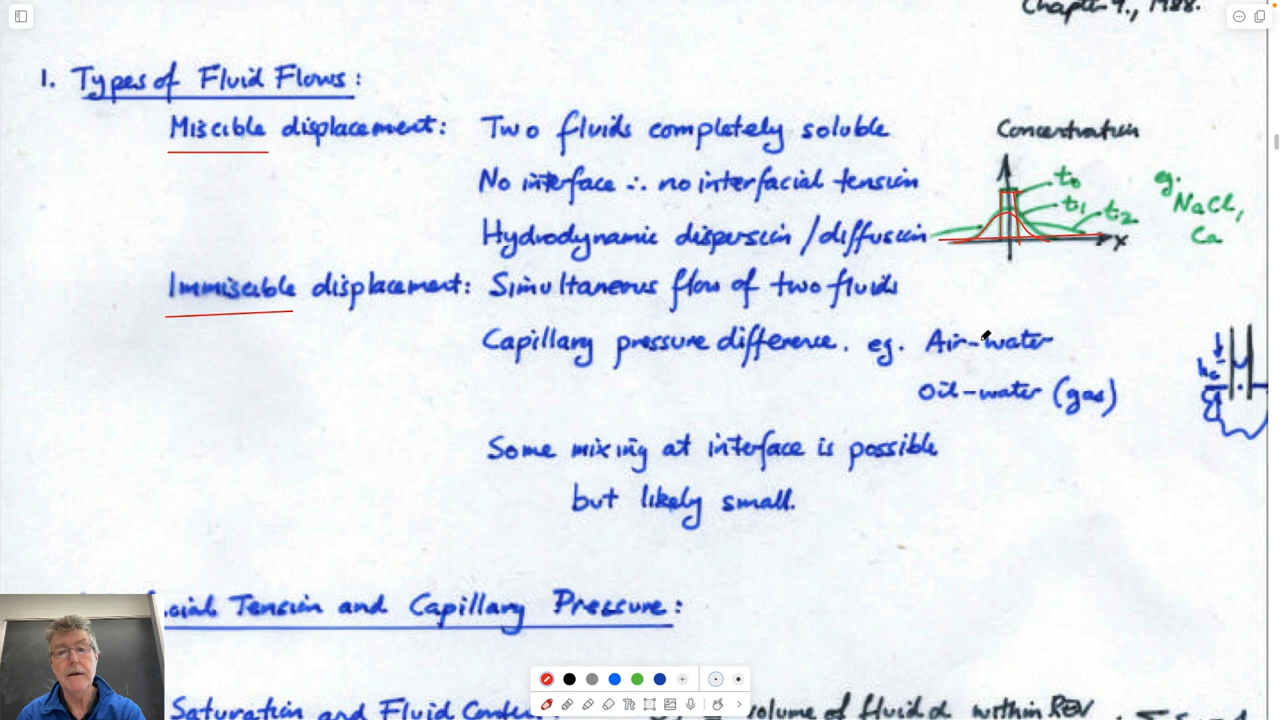 Chapter 9., 1988.
1. Types of Fluid Flows:
Miscible displacement: Two fluids completely soluble
No interface ∴ no interfacial tension
Hydrodynamic dispersion / diffusion
Concentration
t₀
t₁
t₂
x
eg.
NaCl,
Ca
Immiscible displacement: Simultaneous flow of two fluids
Capillary pressure difference. eg. Air-water
Oil-water (gas)
hc
Some mixing at interface is possible
but likely small.
Tension and Capillary Pressure:
Saturation and Fluid
volume of fluid α within REV